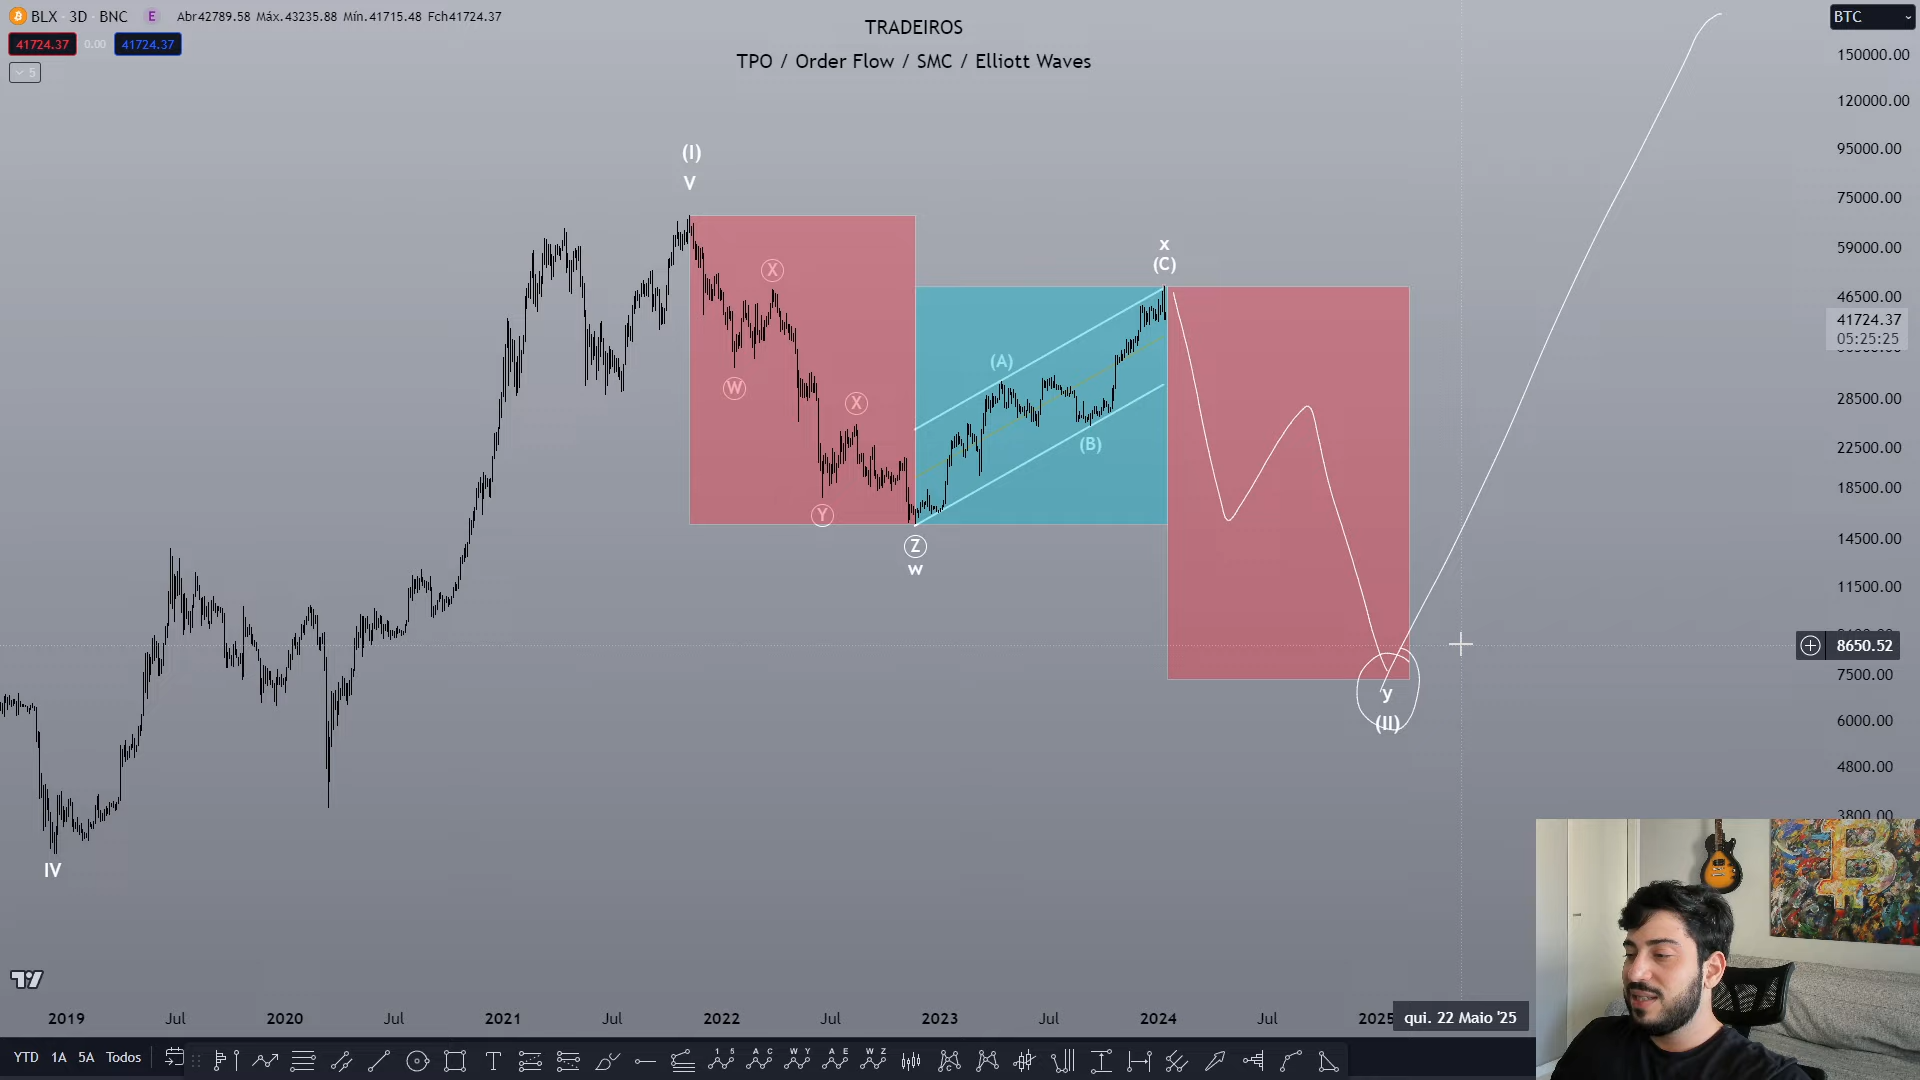 BLX · 3D · BNC E Abr42789.58 Máx.43235.88 Mín.41715.48 Fch41724.37
41724.37 0.00 41724.37
5
TRADEIROS
TPO / Order Flow / SMC / Elliott Waves
BTC
150000.00
120000.00
95000.00
75000.00
59000.00
46500.00
41724.37
05:25:25
28500.00
22500.00
18500.00
14500.00
11500.00
8650.52
7500.00
6000.00
4800.00
3800.00
(I)
V
X
W
X
Y
Z
w
(A)
(B)
x
(C)
y
(II)
IV
2019 Jul 2020 Jul 2021 Jul 2022 Jul 2023 Jul 2024 Jul 2025 qui. 22 Maio '25
YTD 1A 5A Todos